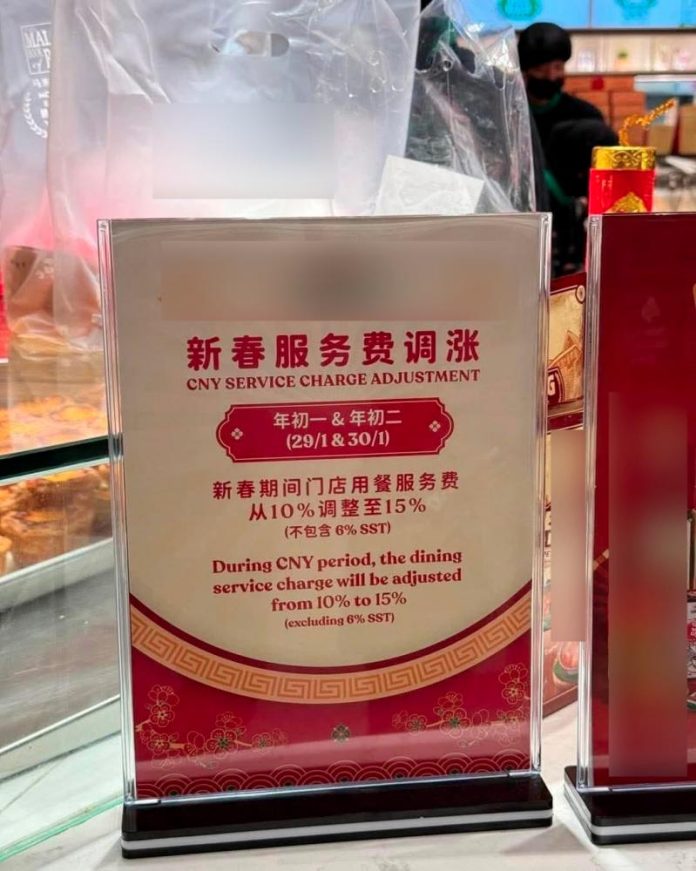 新春服务费调涨
CNY SERVICE CHARGE ADJUSTMENT
年初一 & 年初二
(29/1 & 30/1)
新春期间门店用餐服务费
从10%调整至15%
(不包含 6% SST)
During CNY period, the dining
service charge will be adjusted
from 10% to 15%
(excluding 6% SST)